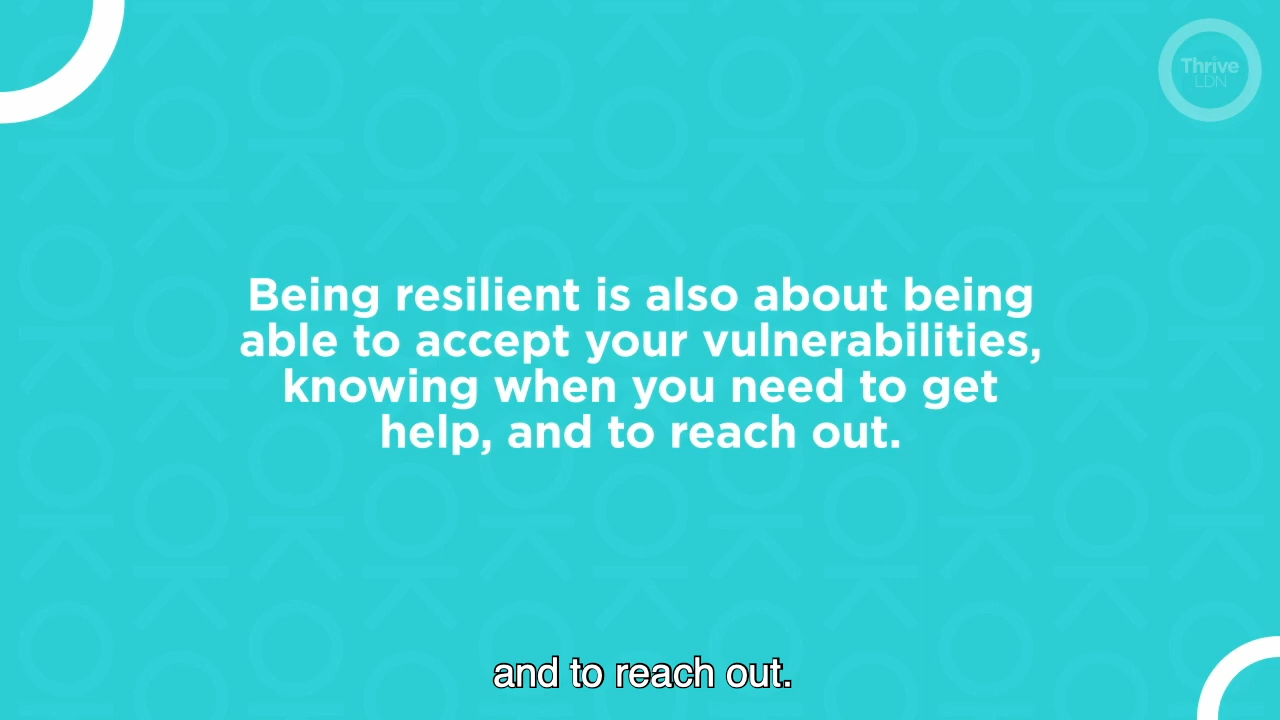 Thrive
LDN
Being resilient is also about being
able to accept your vulnerabilities,
knowing when you need to get
help, and to reach out.
and to reach out.